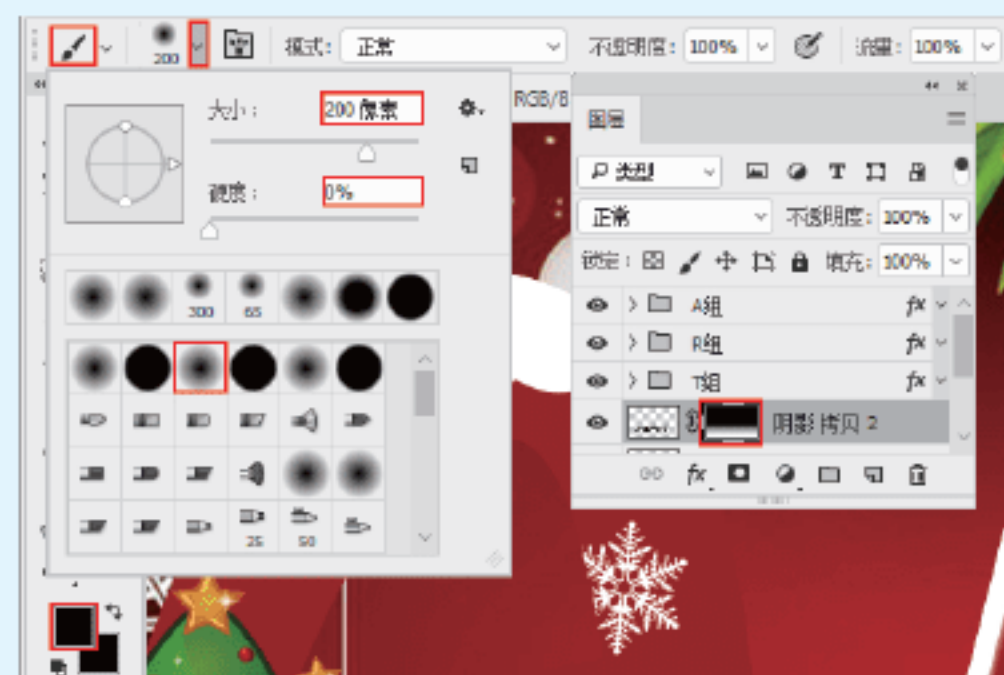 200 模式: 正常 不透明度: 100% 流量: 100%
大小: 200 像素
硬度: 0%
300 65
25 50
RGB/8
图层
类型 T
正常 不透明度: 100%
锁定: 填充: 100%
A组 fx
R组 fx
T组 fx
阴影 拷贝 2
fx